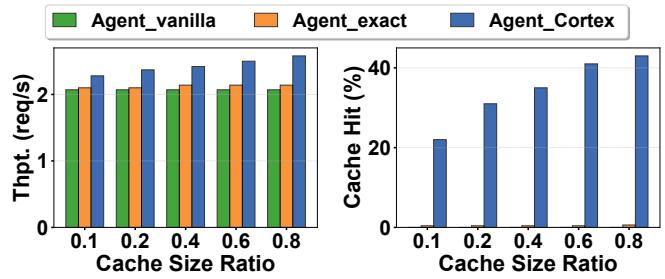 Agent_vanilla Agent_exact Agent_Cortex
Thpt. (req/s)
2
1
0
0.1 0.2 0.4 0.6 0.8
Cache Size Ratio
Cache Hit (%)
40
20
0
0.1 0.2 0.4 0.6 0.8
Cache Size Ratio